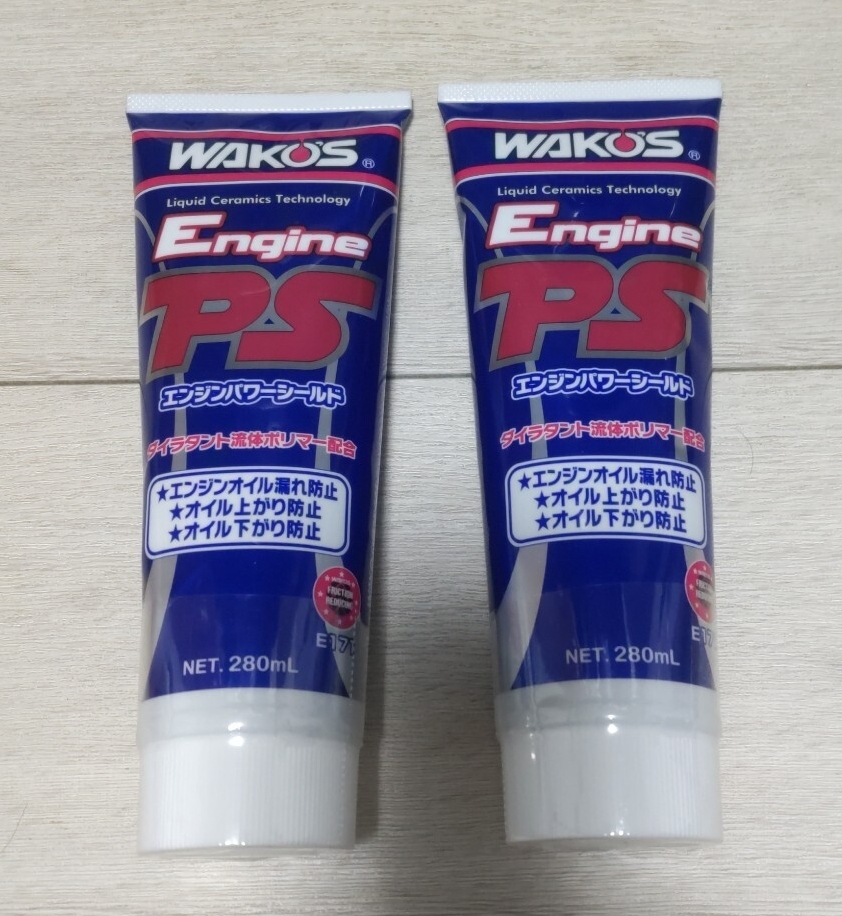 WAKO'S®
Liquid Ceramics Technology
Engine
PS
エンジンパワーシールド
ダイラタント流体ポリマー配合
★エンジンオイル漏れ防止
★オイル上がり防止
★オイル下がり防止
FRICTION
REDUCING
E17
NET. 280mL
WAKO'S®
Liquid Ceramics Technology
Engine
PS
エンジンパワーシールド
ダイラタント流体ポリマー配合
★エンジンオイル漏れ防止
★オイル上がり防止
★オイル下がり防止
E17
NET. 280mL